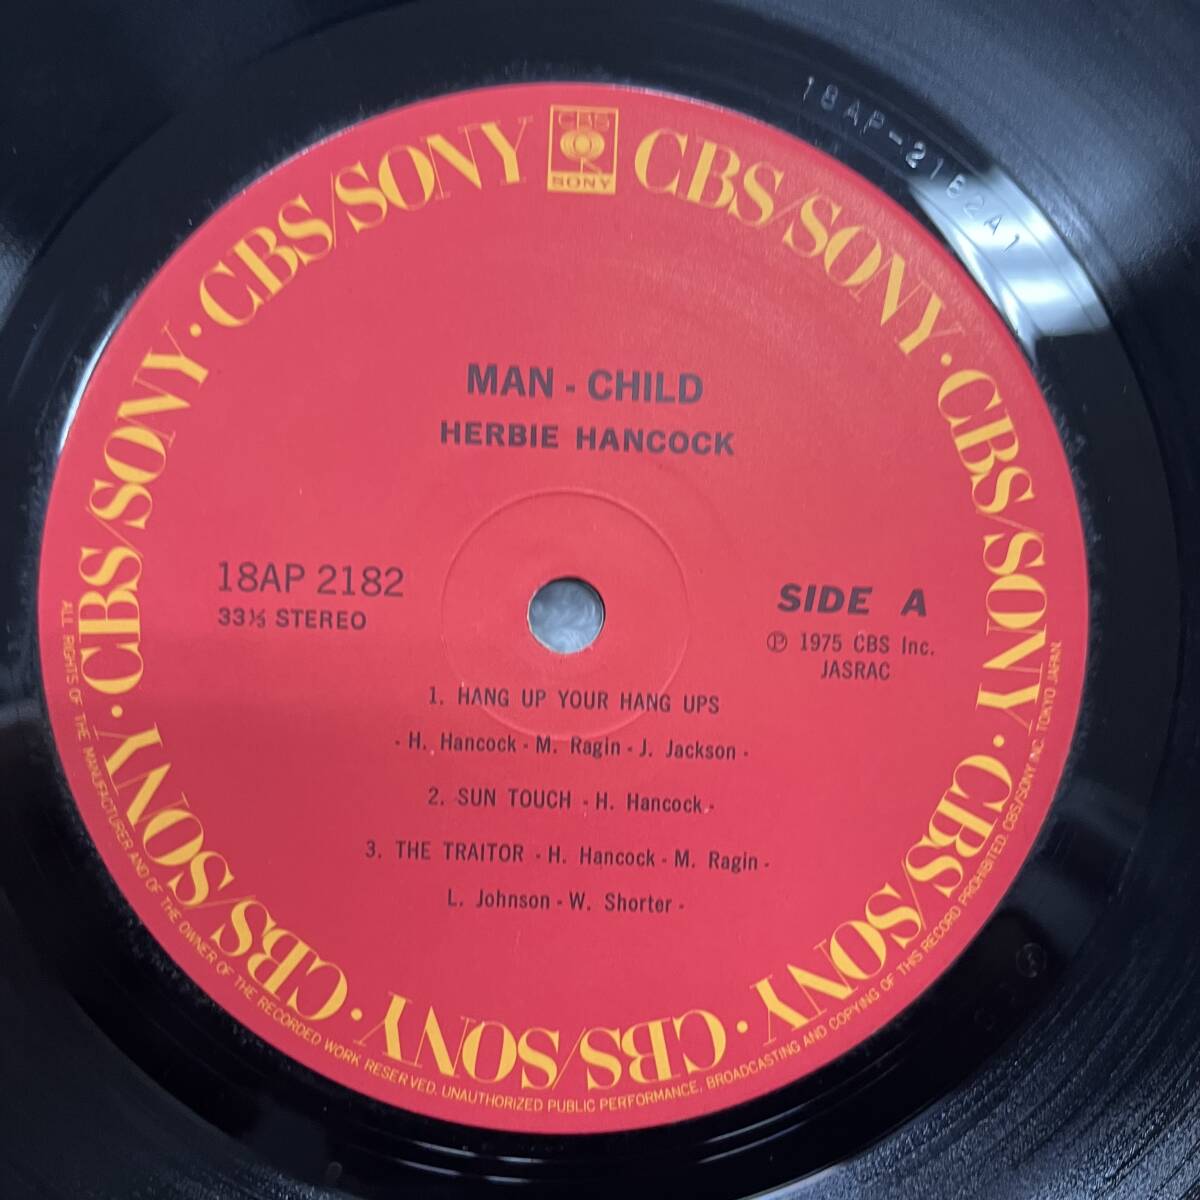 18AP-2182A1
CBS
SONY
CBS/SONY · CBS/SONY · CBS/SONY · CBS/SONY · CBS/SONY · CBS/SONY · CBS/SONY · CBS/SONY
MAN - CHILD
HERBIE HANCOCK
18AP 2182
33⅓ STEREO
SIDE A
Ⓟ 1975 CBS Inc.
JASRAC
1. HANG UP YOUR HANG UPS
- H. Hancock - M. Ragin - J. Jackson -
2. SUN TOUCH - H. Hancock -
3. THE TRAITOR - H. Hancock - M. Ragin -
L. Johnson - W. Shorter -
ALL RIGHTS OF THE MANUFACTURER AND OF THE OWNER OF THE RECORDED WORK RESERVED. UNAUTHORIZED PUBLIC PERFORMANCE. BROADCASTING AND COPYING OF THIS RECORD PROHIBITED. CBS/SONY INC. TOKYO JAPAN.